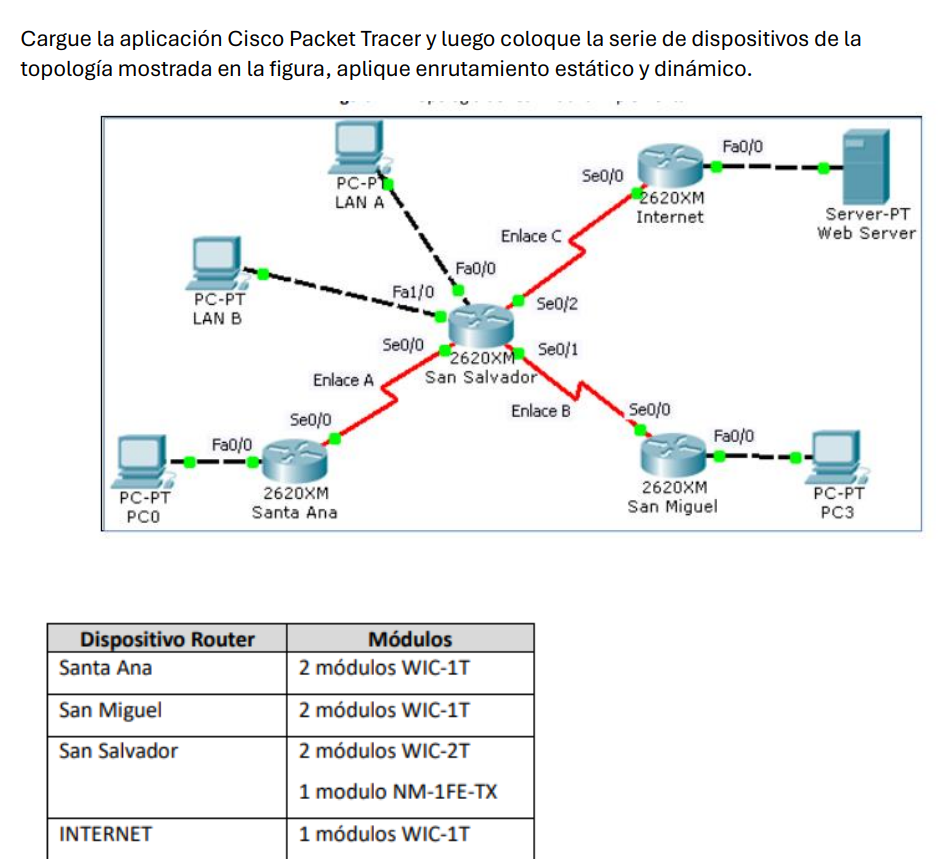 Cargue la aplicación Cisco Packet Tracer y luego coloque la serie de dispositivos de la
topología mostrada en la figura, aplique enrutamiento estático y dinámico.
PC-PT
LAN A
Fa0/0
Se0/0
2620XM
Internet
Server-PT
Web Server
Enlace C
PC-PT
LAN B
Fa0/0
Fa1/0
Se0/2
Se0/0
2620XM
San Salvador
Se0/1
Enlace A
Enlace B
Se0/0
Se0/0
Fa0/0
Fa0/0
PC-PT
PC0
2620XM
Santa Ana
2620XM
San Miguel
PC-PT
PC3
Dispositivo Router Módulos
Santa Ana 2 módulos WIC-1T
San Miguel 2 módulos WIC-1T
San Salvador 2 módulos WIC-2T
1 modulo NM-1FE-TX
INTERNET 1 módulos WIC-1T